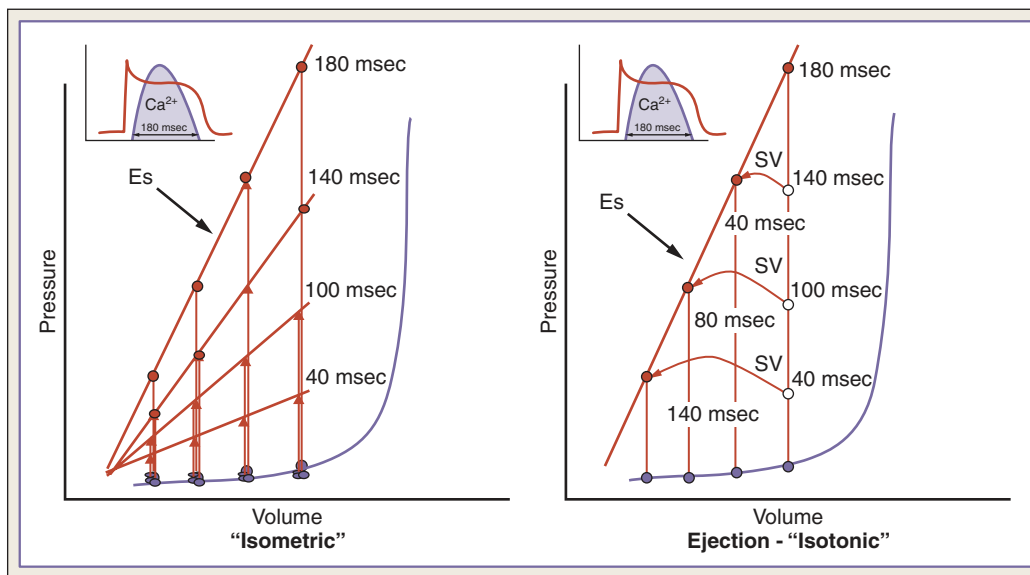 Ca2+
180 msec
180 msec
Es
140 msec
100 msec
40 msec
Pressure
Volume
“Isometric”
Ca2+
180 msec
180 msec
SV
140 msec
Es
40 msec
SV
100 msec
80 msec
SV
40 msec
140 msec
Pressure
Volume
Ejection - “Isotonic”